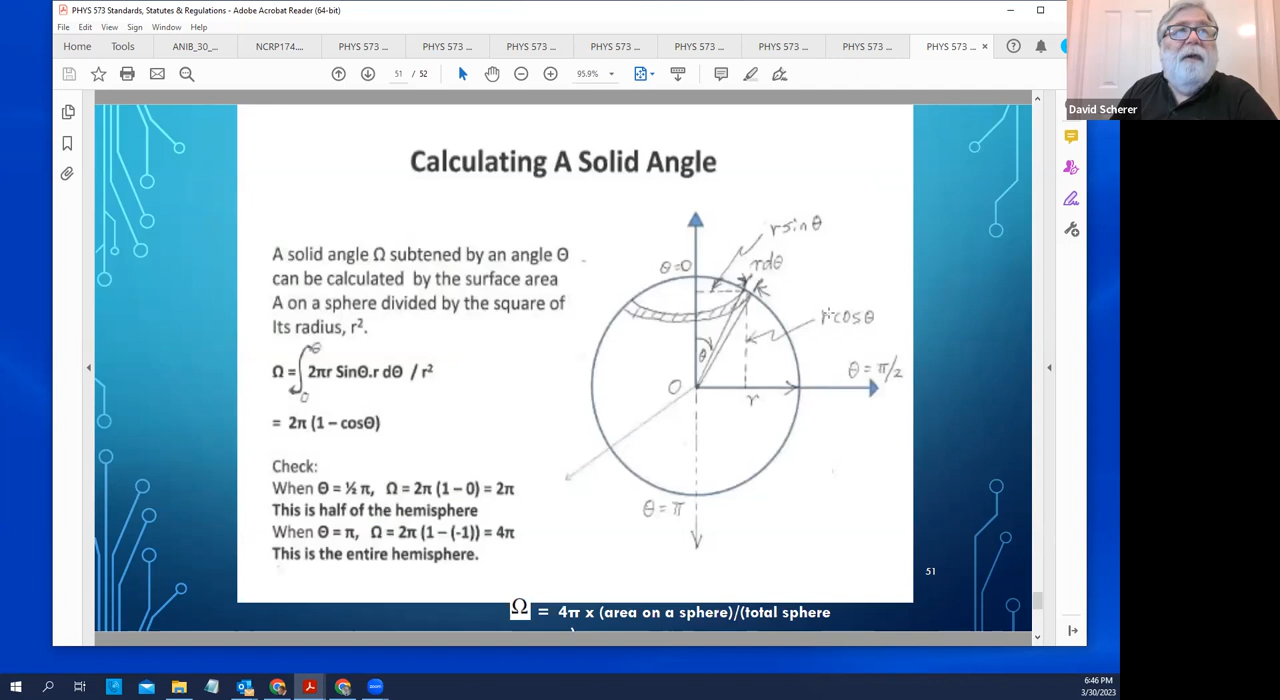 PHYS 573 Standards, Statutes & Regulations - Adobe Acrobat Reader (64-bit)
File Edit View Sign Window Help
Home Tools ANIB_30_... NCRP174.... PHYS 573 ... PHYS 573 ... PHYS 573 ... PHYS 573 ... PHYS 573 ... PHYS 573 ... PHYS 573 ... PHYS 573 ... ×
51 / 52 95.9%
David Scherer
Calculating A Solid Angle
A solid angle Ω subtened by an angle Θ
can be calculated by the surface area
A on a sphere divided by the square of
Its radius, r².
θ
Ω = ∫ 2πr SinΘ.r dΘ / r²
0
= 2π (1 – cosΘ)
Check:
When Θ = ½ π, Ω = 2π (1 – 0) = 2π
This is half of the hemisphere
When Θ = π, Ω = 2π (1 – (-1)) = 4π
This is the entire hemisphere.
r sin θ
θ=0
r dθ
r cos θ
θ
θ = π/2
O
r
θ = π
51
Ω = 4π x (area on a sphere)/(total sphere
6:46 PM
3/30/2023